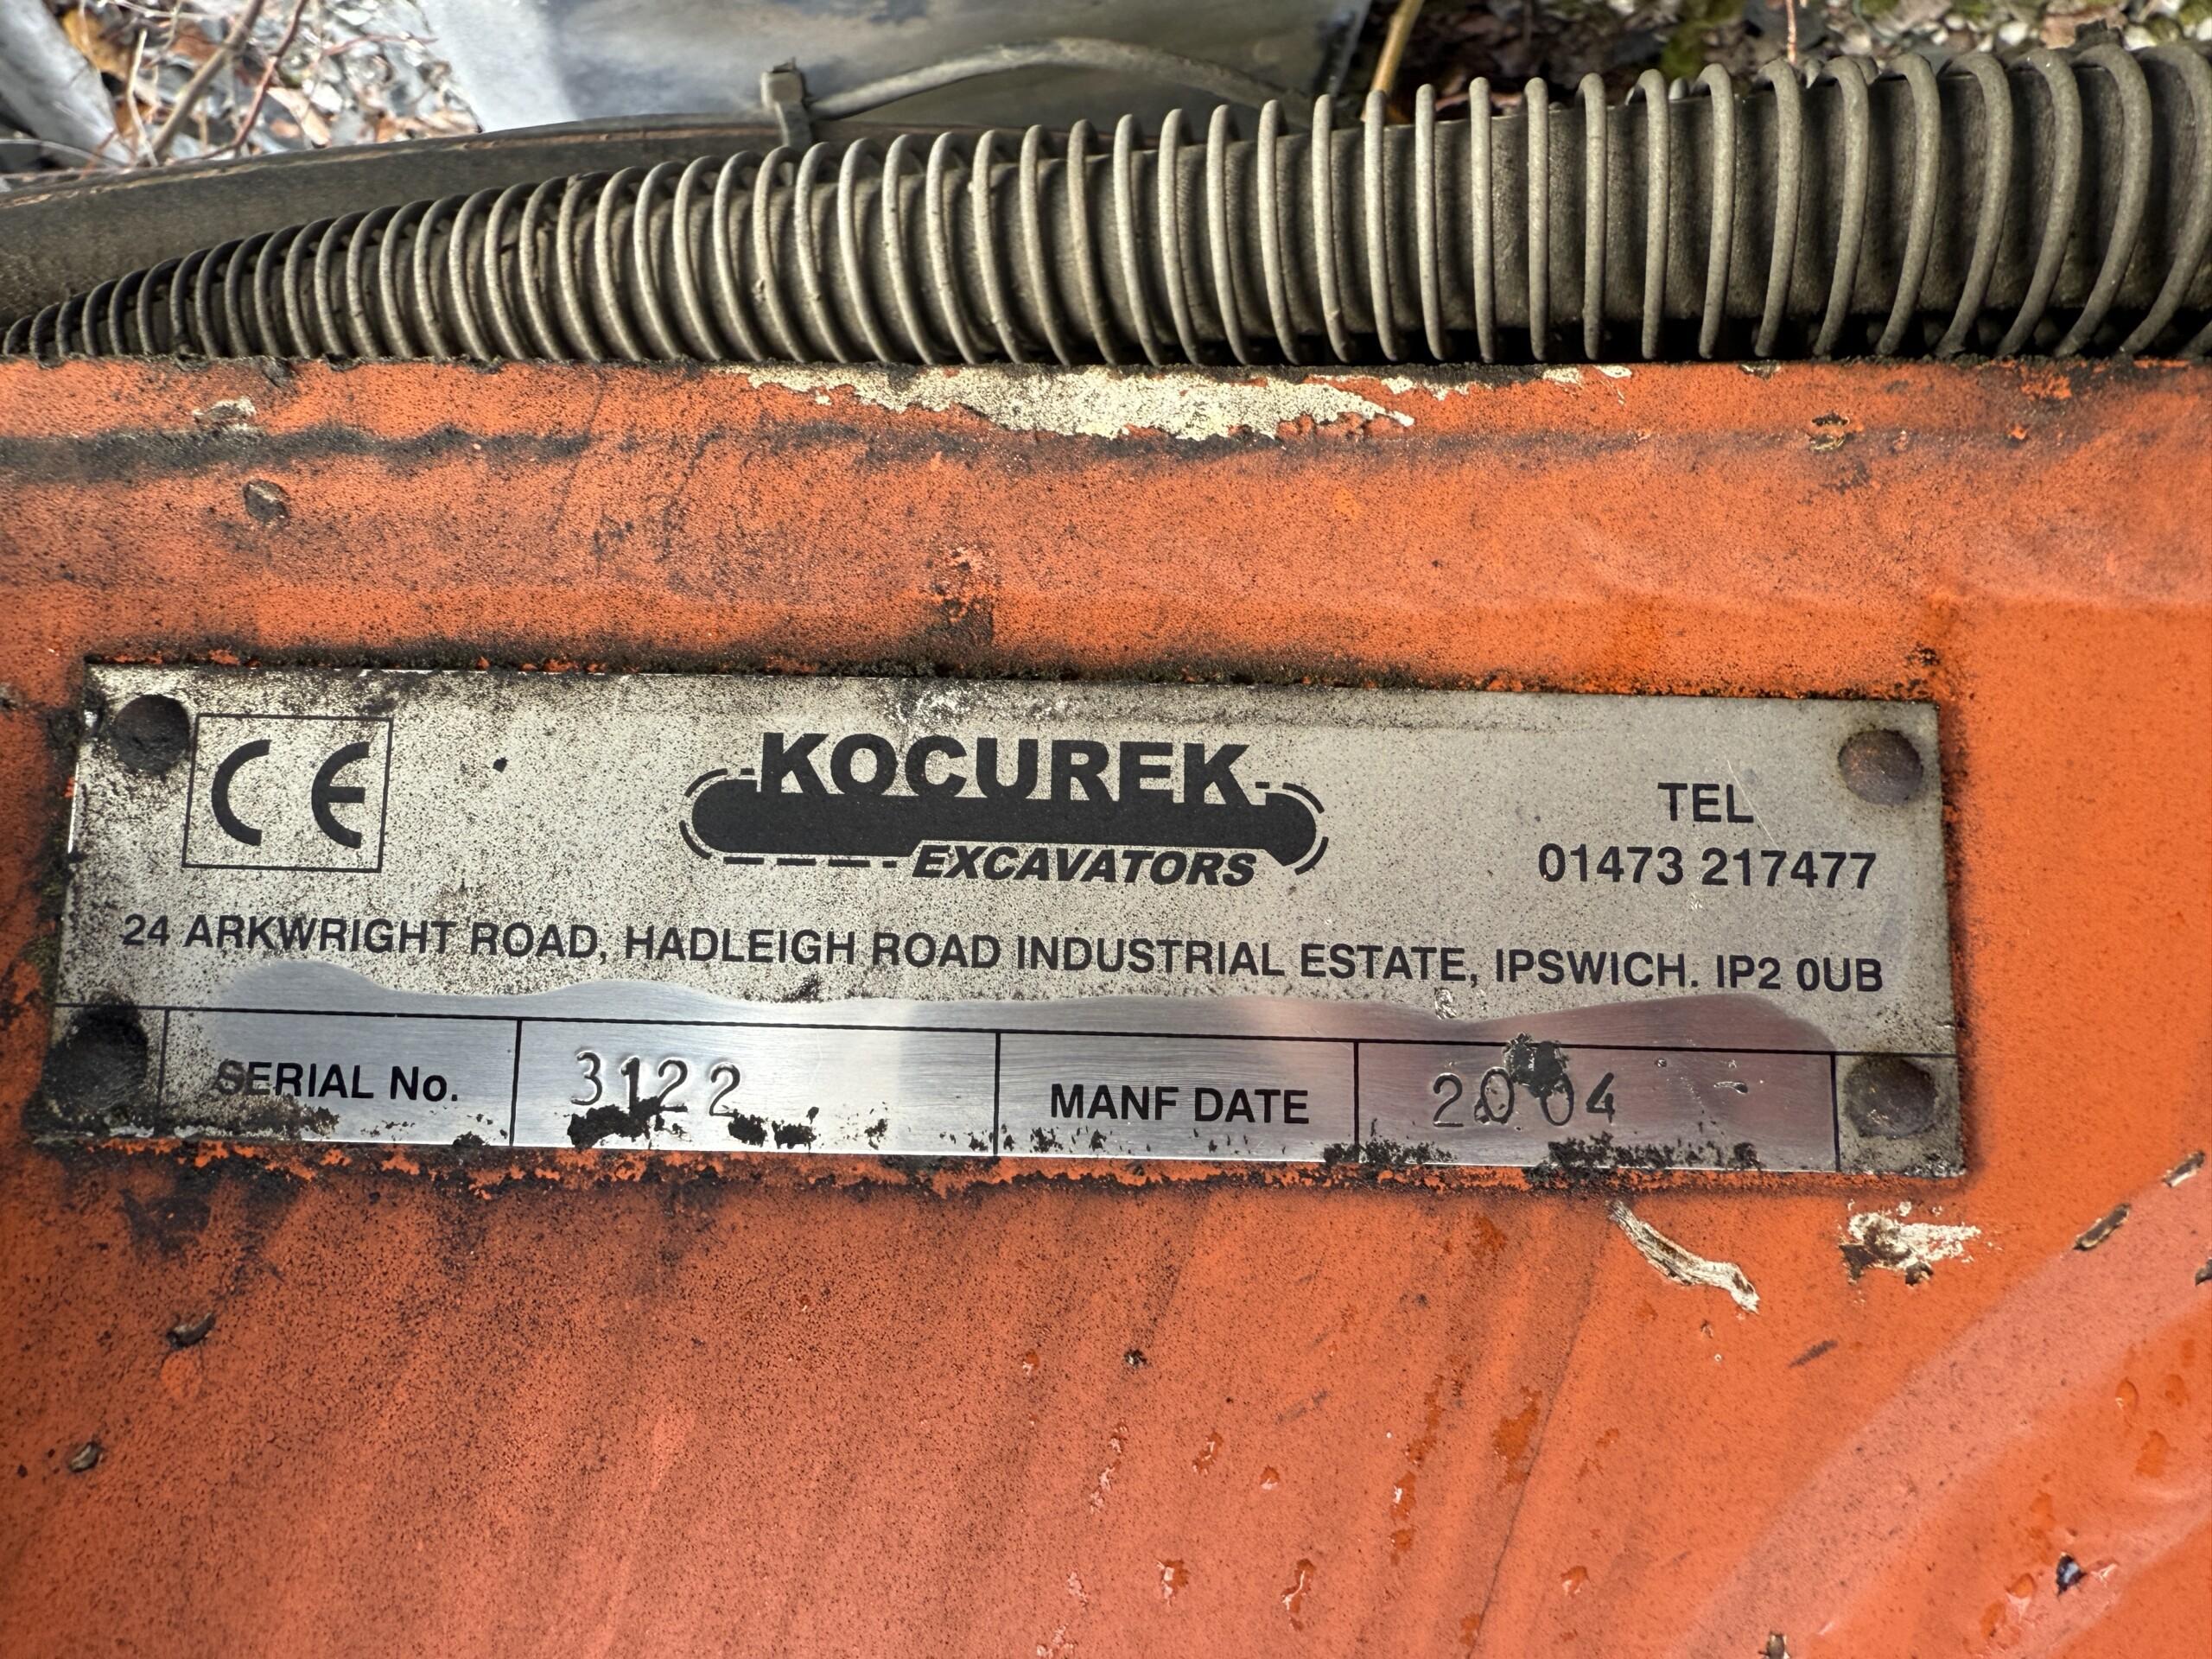 CE
KOCUREK
EXCAVATORS
TEL
01473 217477
24 ARKWRIGHT ROAD, HADLEIGH ROAD INDUSTRIAL ESTATE, IPSWICH. IP2 0UB
SERIAL No. 3122 MANF DATE 2004